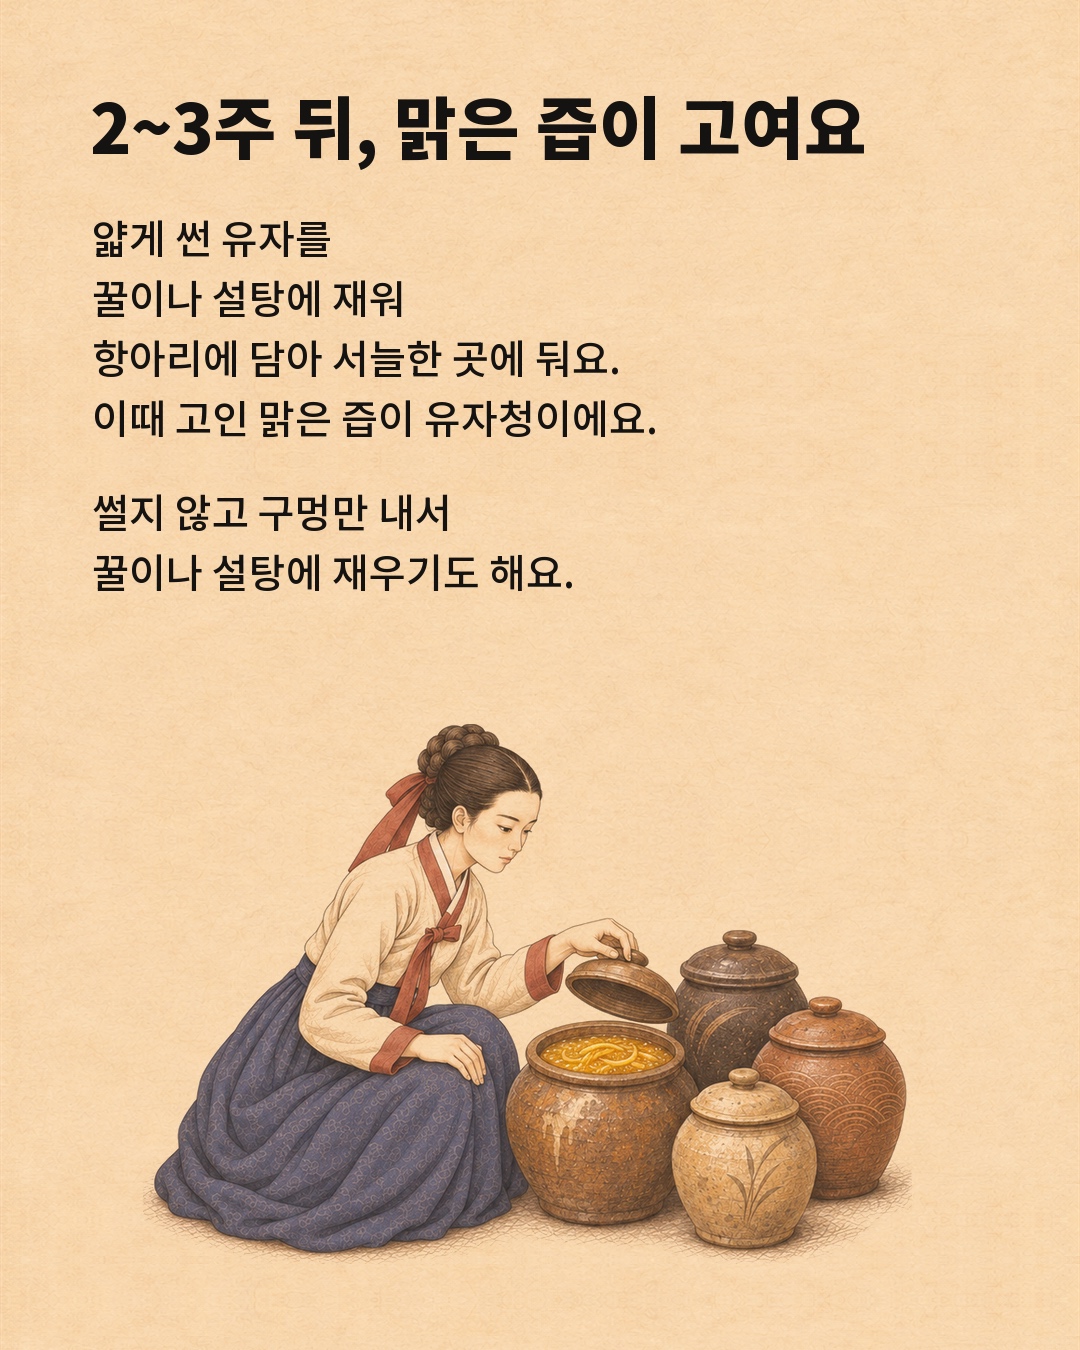 2~3주 뒤, 맑은 즙이 고여요
얇게 썬 유자를
꿀이나 설탕에 재워
항아리에 담아 서늘한 곳에 둬요.
이때 고인 맑은 즙이 유자청이에요.
썰지 않고 구멍만 내서
꿀이나 설탕에 재우기도 해요.